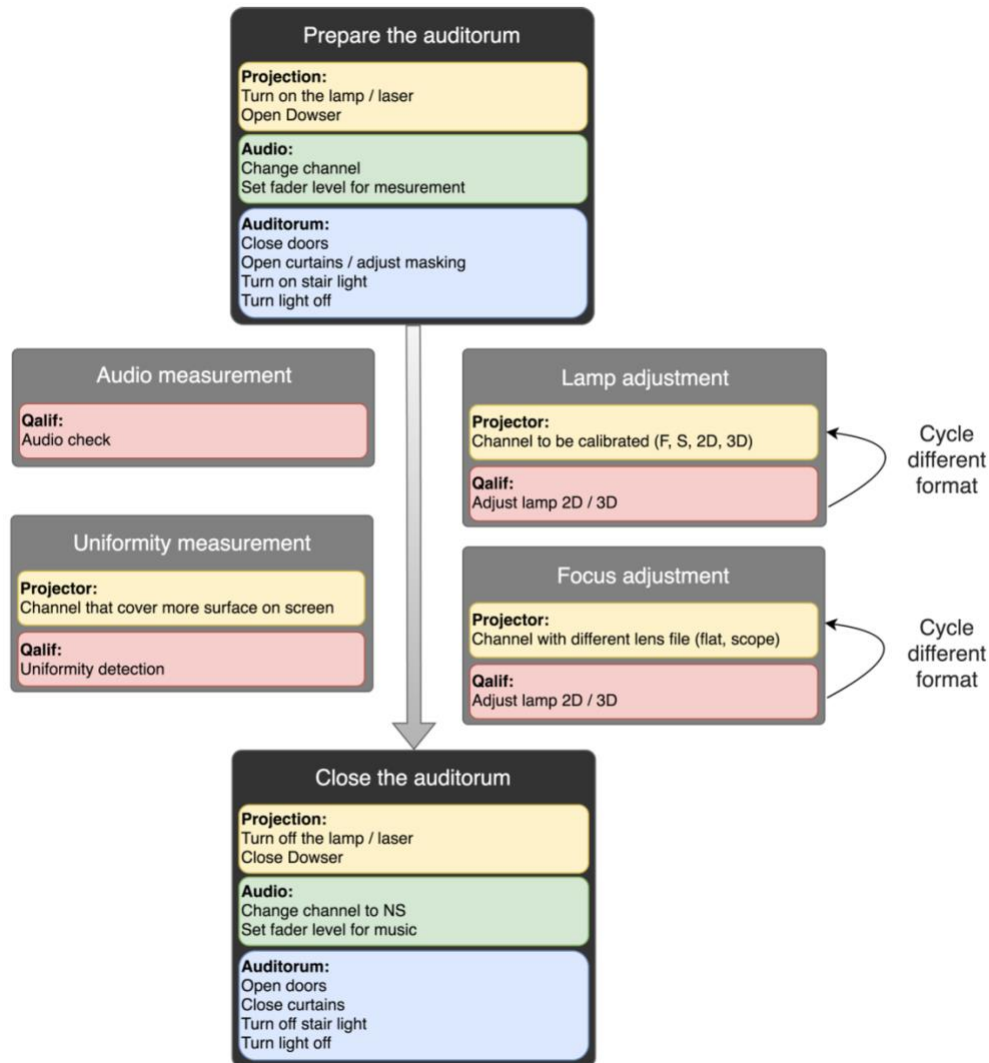 Prepare the auditorum
Projection:
Turn on the lamp / laser
Open Dowser
Audio:
Change channel
Set fader level for mesurement
Auditorum:
Close doors
Open curtains / adjust masking
Turn on stair light
Turn light off
Audio measurement
Qalif:
Audio check
Lamp adjustment
Projector:
Channel to be calibrated (F, S, 2D, 3D)
Qalif:
Adjust lamp 2D / 3D
Cycle
different
format
Uniformity measurement
Projector:
Channel that cover more surface on screen
Qalif:
Uniformity detection
Focus adjustment
Projector:
Channel with different lens file (flat, scope)
Qalif:
Adjust lamp 2D / 3D
Cycle
different
format
Close the auditorum
Projection:
Turn off the lamp / laser
Close Dowser
Audio:
Change channel to NS
Set fader level for music
Auditorum:
Open doors
Close curtains
Turn off stair light
Turn light off